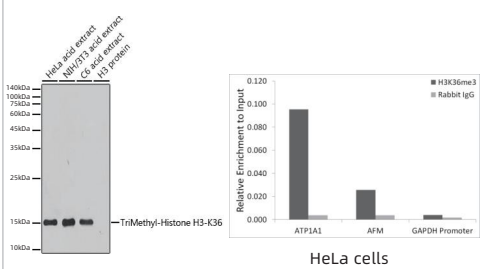 HeLa acid extract
NIH/3T3 acid extract
C6 acid extract
H3 protein
140kDa
100kDa
75kDa
60kDa
45kDa
35kDa
25kDa
15kDa
10kDa
TriMethyl-Histone H3-K36
Relative Enrichment to Input
0.120
0.100
0.080
0.060
0.040
0.020
0.000
H3K36me3
Rabbit IgG
ATP1A1
AFM
GAPDH Promoter
HeLa cells